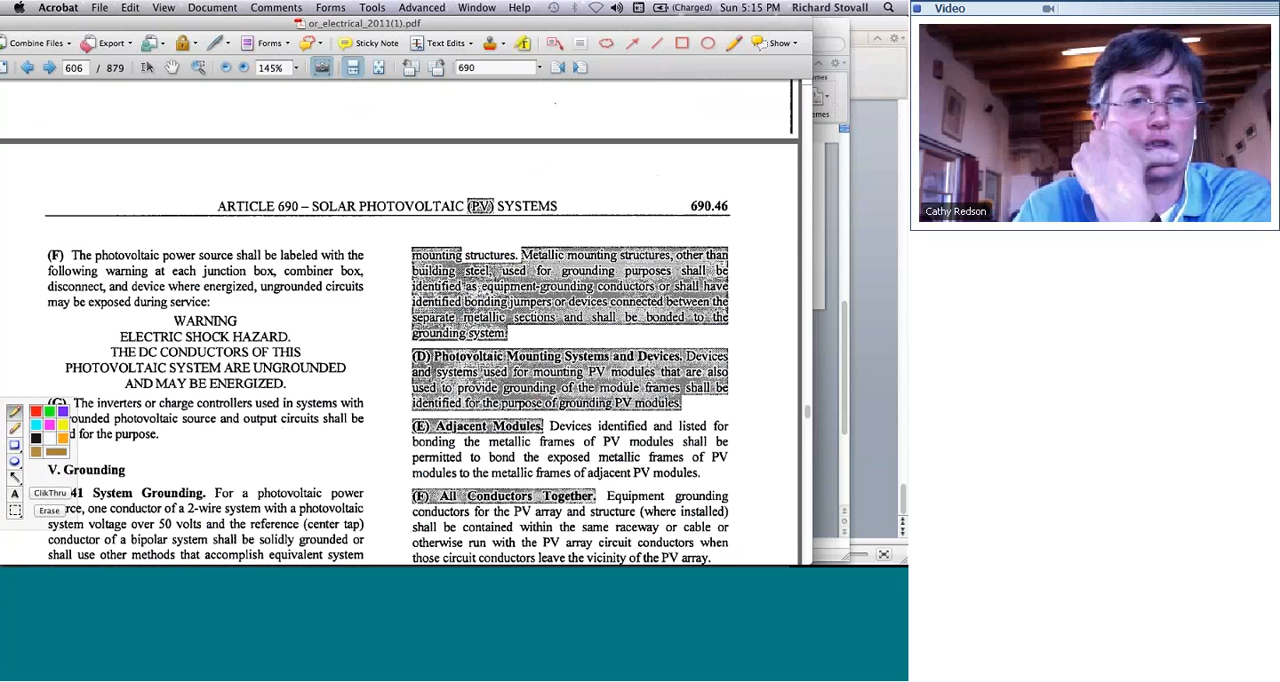 Acrobat File Edit View Document Comments Forms Tools Advanced Window Help (Charged) Sun 5:15 PM Richard Stovall
or_electrical_2011(1).pdf
Combine Files Export Forms Sticky Note Text Edits Show
606 / 879 145% 690
ARTICLE 690 – SOLAR PHOTOVOLTAIC (PV) SYSTEMS 690.46
(F) The photovoltaic power source shall be labeled with the
following warning at each junction box, combiner box,
disconnect, and device where energized, ungrounded circuits
may be exposed during service:
WARNING
ELECTRIC SHOCK HAZARD.
THE DC CONDUCTORS OF THIS
PHOTOVOLTAIC SYSTEM ARE UNGROUNDED
AND MAY BE ENERGIZED.
(G) The inverters or charge controllers used in systems with
rounded photovoltaic source and output circuits shall be
d for the purpose.
V. Grounding
41 System Grounding. For a photovoltaic power
rce, one conductor of a 2-wire system with a photovoltaic
system voltage over 50 volts and the reference (center tap)
conductor of a bipolar system shall be solidly grounded or
shall use other methods that accomplish equivalent system
mounting structures. Metallic mounting structures, other than
building steel, used for grounding purposes shall be
identified as equipment-grounding conductors or shall have
identified bonding jumpers or devices connected between the
separate metallic sections and shall be bonded to the
grounding system.
(D) Photovoltaic Mounting Systems and Devices. Devices
and systems used for mounting PV modules that are also
used to provide grounding of the module frames shall be
identified for the purpose of grounding PV modules.
(E) Adjacent Modules. Devices identified and listed for
bonding the metallic frames of PV modules shall be
permitted to bond the exposed metallic frames of PV
modules to the metallic frames of adjacent PV modules.
(F) All Conductors Together. Equipment grounding
conductors for the PV array and structure (where installed)
shall be contained within the same raceway or cable or
otherwise run with the PV array circuit conductors when
those circuit conductors leave the vicinity of the PV array.
A
ClikThru
Erase
emes
emes
Video
Cathy Redson